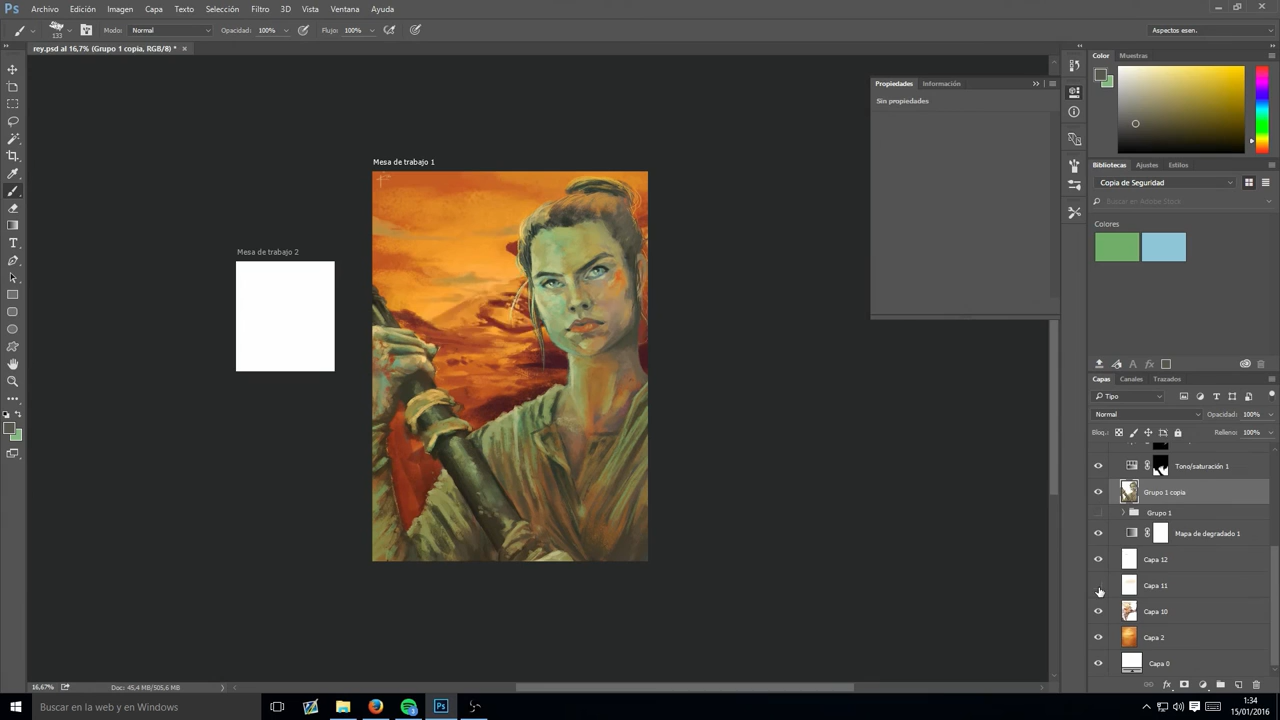 Ps Archivo Edición Imagen Capa Texto Selección Filtro 3D Vista Ventana Ayuda
133 Modo: Normal Opacidad: 100% Flujo: 100% Aspectos esen.
rey.psd al 16,7% (Grupo 1 copia, RGB/8) * ×
Color Muestras
Propiedades Información
Sin propiedades
Mesa de trabajo 1
Bibliotecas Ajustes Estilos
Copia de Seguridad
Buscar en Adobe Stock
Colores
Mesa de trabajo 2
Capas Canales Trazados
Tipo
Normal Opacidad: 100%
Bloq.: Relleno: 100%
Tono/saturación 1
Grupo 1 copia
Grupo 1
Mapa de degradado 1
Capa 12
Capa 11
Capa 10
Capa 2
Capa 0
16,67% Doc: 45,4 MB/505,6 MB
Buscar en la web y en Windows
Ps
1:34
15/01/2016